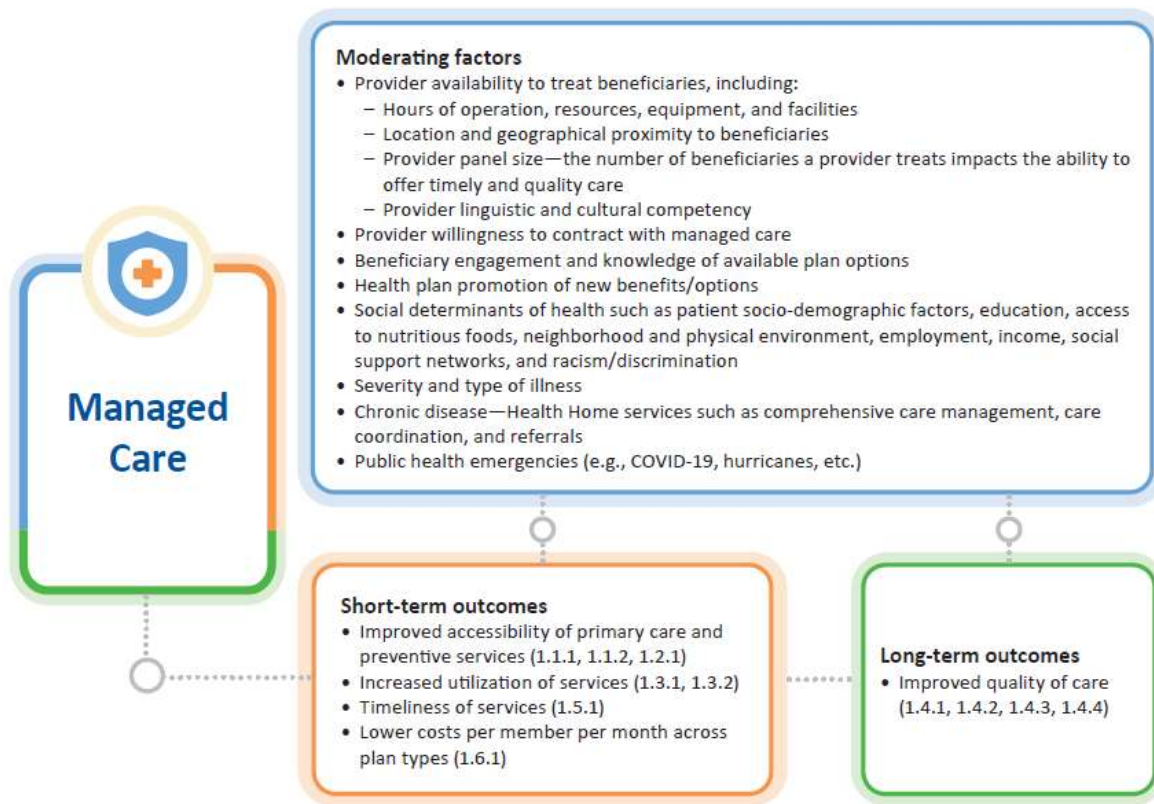 Moderating factors
• Provider availability to treat beneficiaries, including:
– Hours of operation, resources, equipment, and facilities
– Location and geographical proximity to beneficiaries
– Provider panel size—the number of beneficiaries a provider treats impacts the ability to
offer timely and quality care
– Provider linguistic and cultural competency
• Provider willingness to contract with managed care
• Beneficiary engagement and knowledge of available plan options
• Health plan promotion of new benefits/options
• Social determinants of health such as patient socio-demographic factors, education, access
to nutritious foods, neighborhood and physical environment, employment, income, social
support networks, and racism/discrimination
• Severity and type of illness
• Chronic disease—Health Home services such as comprehensive care management, care
coordination, and referrals
• Public health emergencies (e.g., COVID-19, hurricanes, etc.)
Managed
Care
Short-term outcomes
• Improved accessibility of primary care and
preventive services (1.1.1, 1.1.2, 1.2.1)
• Increased utilization of services (1.3.1, 1.3.2)
• Timeliness of services (1.5.1)
• Lower costs per member per month across
plan types (1.6.1)
Long-term outcomes
• Improved quality of care
(1.4.1, 1.4.2, 1.4.3, 1.4.4)